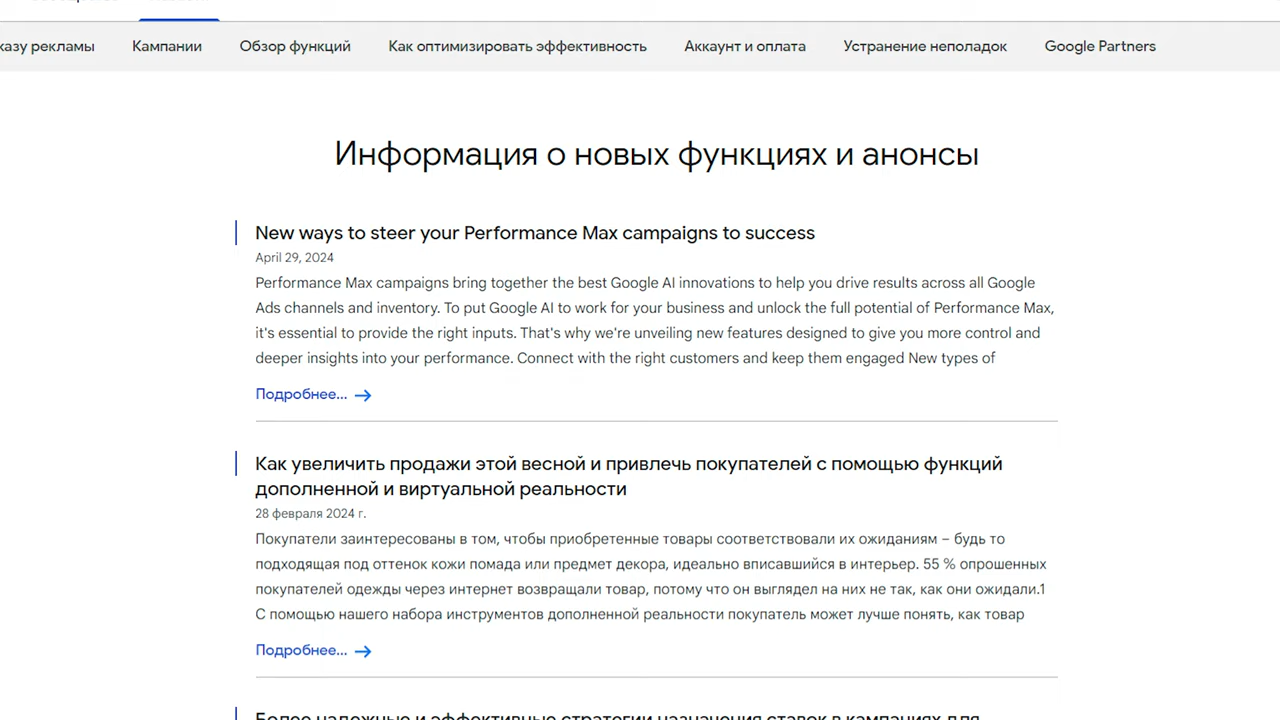 казу рекламы Кампании Обзор функций Как оптимизировать эффективность Аккаунт и оплата Устранение неполадок Google Partners
Информация о новых функциях и анонсы
New ways to steer your Performance Max campaigns to success
April 29, 2024
Performance Max campaigns bring together the best Google AI innovations to help you drive results across all Google
Ads channels and inventory. To put Google AI to work for your business and unlock the full potential of Performance Max,
it's essential to provide the right inputs. That's why we're unveiling new features designed to give you more control and
deeper insights into your performance. Connect with the right customers and keep them engaged New types of
Подробнее...
Как увеличить продажи этой весной и привлечь покупателей с помощью функций
дополненной и виртуальной реальности
28 февраля 2024 г.
Покупатели заинтересованы в том, чтобы приобретенные товары соответствовали их ожиданиям – будь то
подходящая под оттенок кожи помада или предмет декора, идеально вписавшийся в интерьер. 55 % опрошенных
покупателей одежды через интернет возвращали товар, потому что он выглядел на них не так, как они ожидали.1
С помощью нашего набора инструментов дополненной реальности покупатель может лучше понять, как товар
Подробнее...
Более надежные и эффективные стратегии назначения ставок в кампаниях для